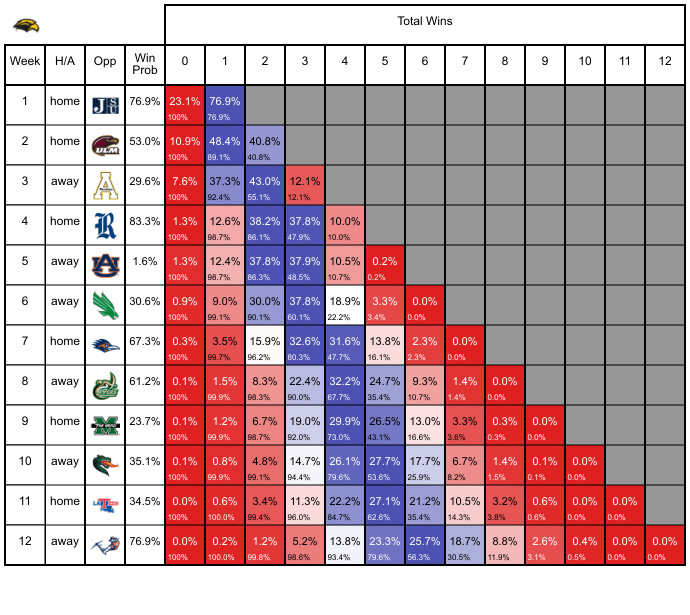 Total Wins
Week H/A Opp Win Prob 0 1 2 3 4 5 6 7 8 9 10 11 12
1 home JSU 76.9% 23.1% 76.9%
100% 76.9%
2 home ULM 53.0% 10.9% 48.4% 40.8%
100% 89.1% 40.8%
3 away A 29.6% 7.6% 37.3% 43.0% 12.1%
100% 92.4% 55.1% 12.1%
4 home R 83.3% 1.3% 12.6% 38.2% 37.8% 10.0%
100% 98.7% 86.1% 47.9% 10.0%
5 away AU 1.6% 1.3% 12.4% 37.8% 37.9% 10.5% 0.2%
100% 98.7% 86.3% 48.5% 10.7% 0.2%
6 away 30.6% 0.9% 9.0% 30.0% 37.8% 18.9% 3.3% 0.0%
100% 99.1% 90.1% 60.1% 22.2% 3.4% 0.0%
7 home 67.3% 0.3% 3.5% 15.9% 32.6% 31.6% 13.8% 2.3% 0.0%
100% 99.7% 96.2% 80.3% 47.7% 16.1% 2.3% 0.0%
8 away 61.2% 0.1% 1.5% 8.3% 22.4% 32.2% 24.7% 9.3% 1.4% 0.0%
100% 99.9% 98.3% 90.0% 67.7% 35.4% 10.7% 1.4% 0.0%
9 home M 23.7% 0.1% 1.2% 6.7% 19.0% 29.9% 26.5% 13.0% 3.3% 0.3% 0.0%
100% 99.9% 98.7% 92.0% 73.0% 43.1% 16.6% 3.6% 0.3% 0.0%
10 away 35.1% 0.1% 0.8% 4.8% 14.7% 26.1% 27.7% 17.7% 6.7% 1.4% 0.1% 0.0%
100% 99.9% 99.1% 94.4% 79.6% 53.6% 25.9% 8.2% 1.5% 0.1% 0.0%
11 home 34.5% 0.0% 0.6% 3.4% 11.3% 22.2% 27.1% 21.2% 10.5% 3.2% 0.6% 0.0% 0.0%
100% 100.0% 99.4% 96.0% 84.7% 62.6% 35.4% 14.3% 3.8% 0.6% 0.0% 0.0%
12 away 76.9% 0.0% 0.2% 1.2% 5.2% 13.8% 23.3% 25.7% 18.7% 8.8% 2.6% 0.4% 0.0% 0.0%
100% 100.0% 99.8% 98.6% 93.4% 79.6% 56.3% 30.5% 11.9% 3.1% 0.5% 0.0% 0.0%